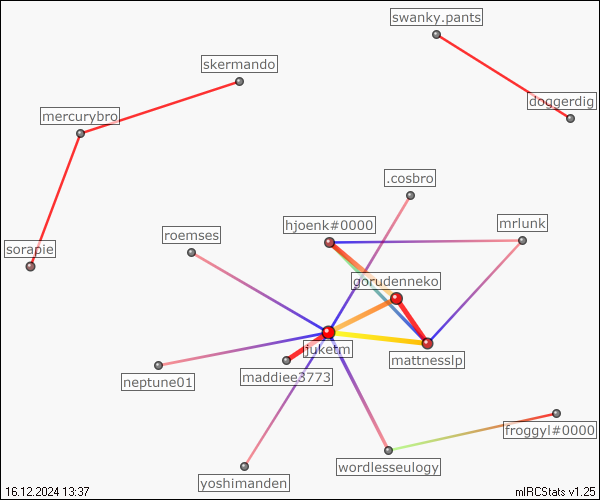 swanky.pants
skermando
doggerdig
mercurybro
.cosbro
hjoenk#0000
mrlunk
roemses
sorapie
gorudenneko
juketm
mattnesslp
maddiee3773
neptune01
froggyl#0000
wordlesseulogy
yoshimanden
16.12.2024 13:37
mIRCStats v1.25